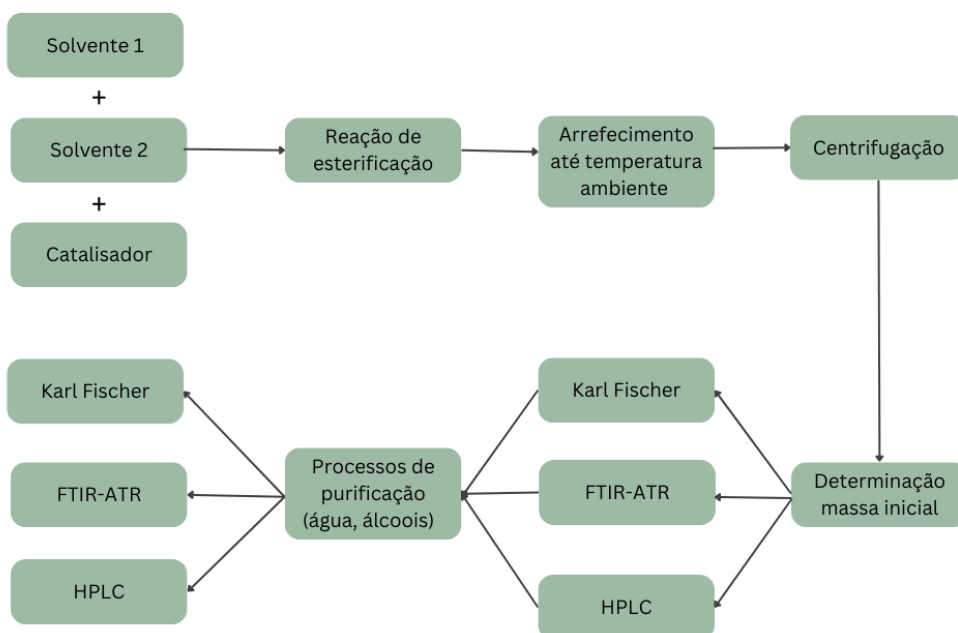 Solvente 1
+
Solvente 2
+
Catalisador
Reação de
esterificação
Arrefecimento
até temperatura
ambiente
Centrifugação
Determinação
massa inicial
Karl Fischer
FTIR-ATR
HPLC
Processos de
purificação
(água, álcoois)
Karl Fischer
FTIR-ATR
HPLC